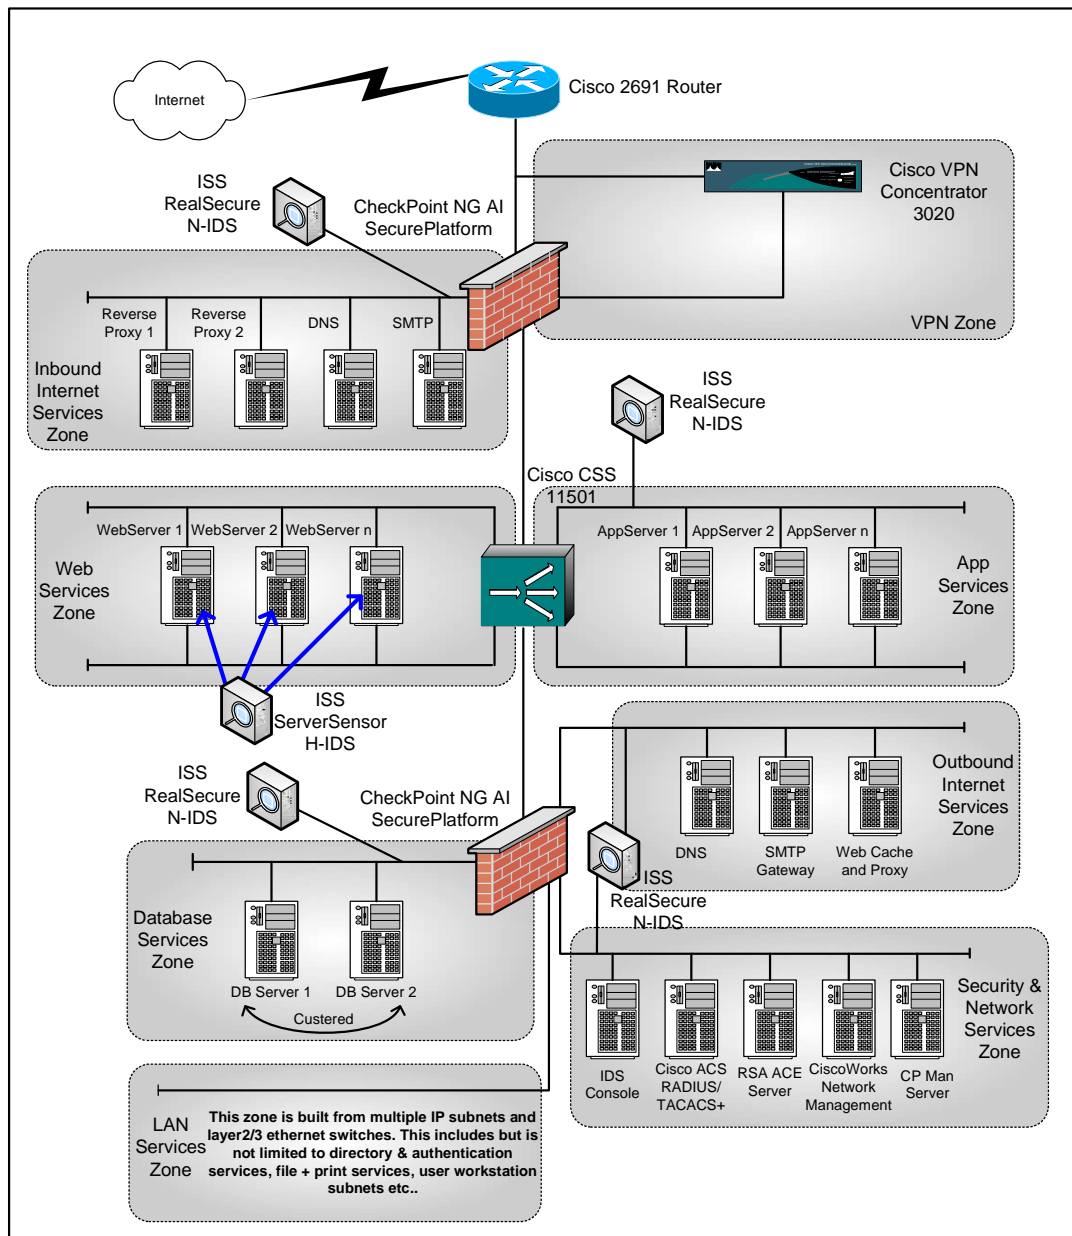 Internet
Cisco 2691 Router
ISS
RealSecure
N-IDS
CheckPoint NG AI
SecurePlatform
Cisco VPN
Concentrator
3020
VPN Zone
Reverse
Proxy 1
Reverse
Proxy 2
DNS
SMTP
Inbound
Internet
Services
Zone
ISS
RealSecure
N-IDS
Cisco CSS
11501
WebServer 1
WebServer 2
WebServer n
Web
Services
Zone
AppServer 1
AppServer 2
AppServer n
App
Services
Zone
ISS
ServerSensor
H-IDS
ISS
RealSecure
N-IDS
CheckPoint NG AI
SecurePlatform
Outbound
Internet
Services
Zone
DNS
SMTP
Gateway
Web Cache
and Proxy
ISS
RealSecure
N-IDS
Database
Services
Zone
DB Server 1
DB Server 2
Custered
Security &
Network
Services
Zone
IDS
Console
Cisco ACS
RADIUS/
TACACS+
RSA ACE
Server
CiscoWorks
Network
Management
CP Man
Server
LAN
Services
Zone
This zone is built from multiple IP subnets and
layer2/3 ethernet switches. This includes but is
not limited to directory & authentication
services, file + print services, user workstation
subnets etc..